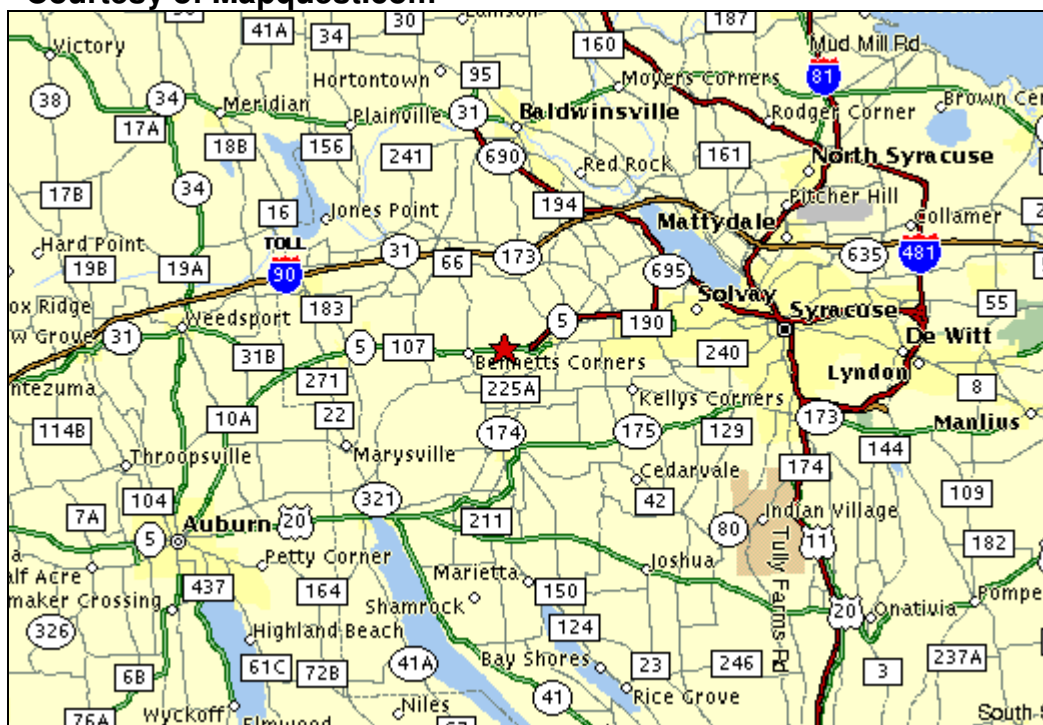 Courtesy of Mapquest.com
41A
34
30
187
Victory
160
Mud Mill Rd
Hortontown
95
81
38
34
Meridian
Moyers Corners
17A
Plainville
31
Baldwinsville
Rodger Corner
18B
156
241
690
Red Rock
161
North Syracuse
17B
34
Jones Point
194
Pitcher Hill
16
Mattydale
Collamer
Hard Point
TOLL
31
173
635
481
19B
19A
90
66
695
183
Solvay
55
ox Ridge
Weedsport
5
190
Syracuse
w Grove
31
De Witt
31B
5
107
Bennetts Corners
240
Lyndon
ntezuma
271
225A
Kellys Corners
8
10A
22
174
175
129
173
Manlius
114B
Marysville
144
Throopsville
Cedarvale
174
104
321
42
109
7A
Auburn
20
211
80
Indian Village
5
11
182
Petty Corner
Joshua
alf Acre
437
164
Marietta
150
Tully Farms Rd
Pompe
maker Crossing
Shamrock
20
Onativia
326
Highland Beach
124
61C
72B
41A
Bay Shores
23
246
237A
6B
3
41
Rice Grove
76A
Wyckoff
Niles
Elmwood
67
South-